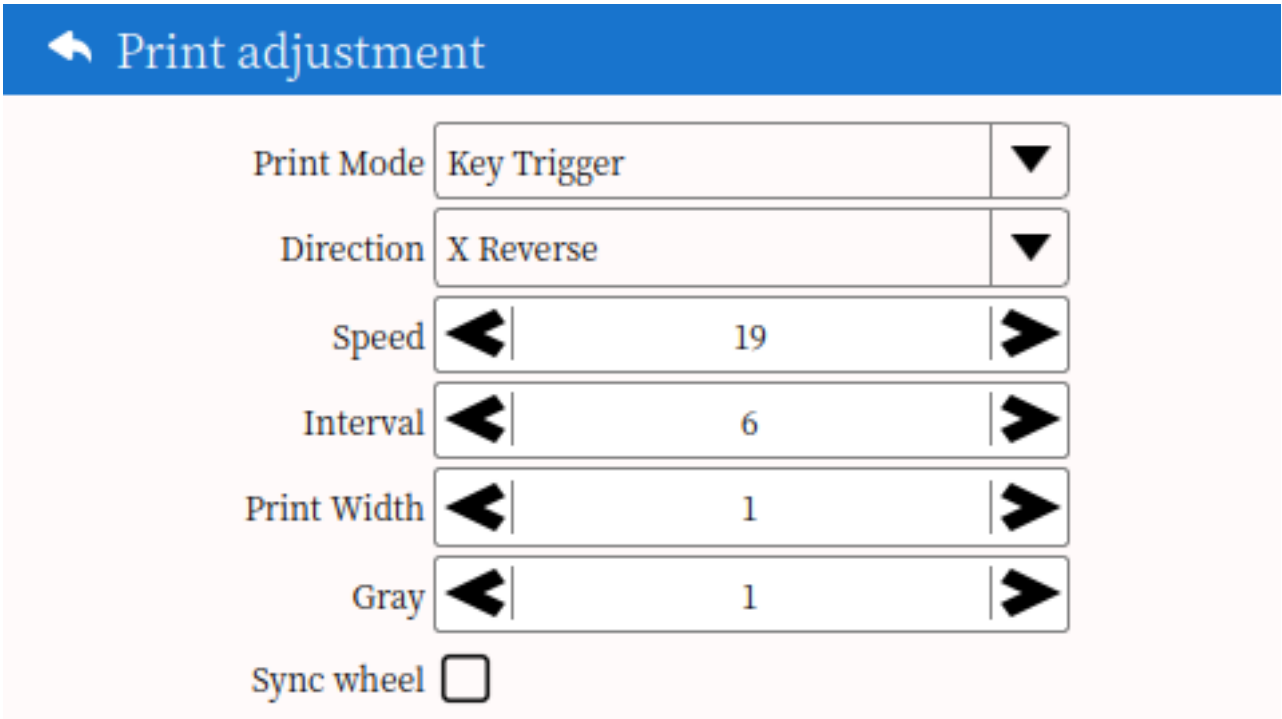 Print adjustment
Print Mode Key Trigger
Direction X Reverse
Speed 19
Interval 6
Print Width 1
Gray 1
Sync wheel